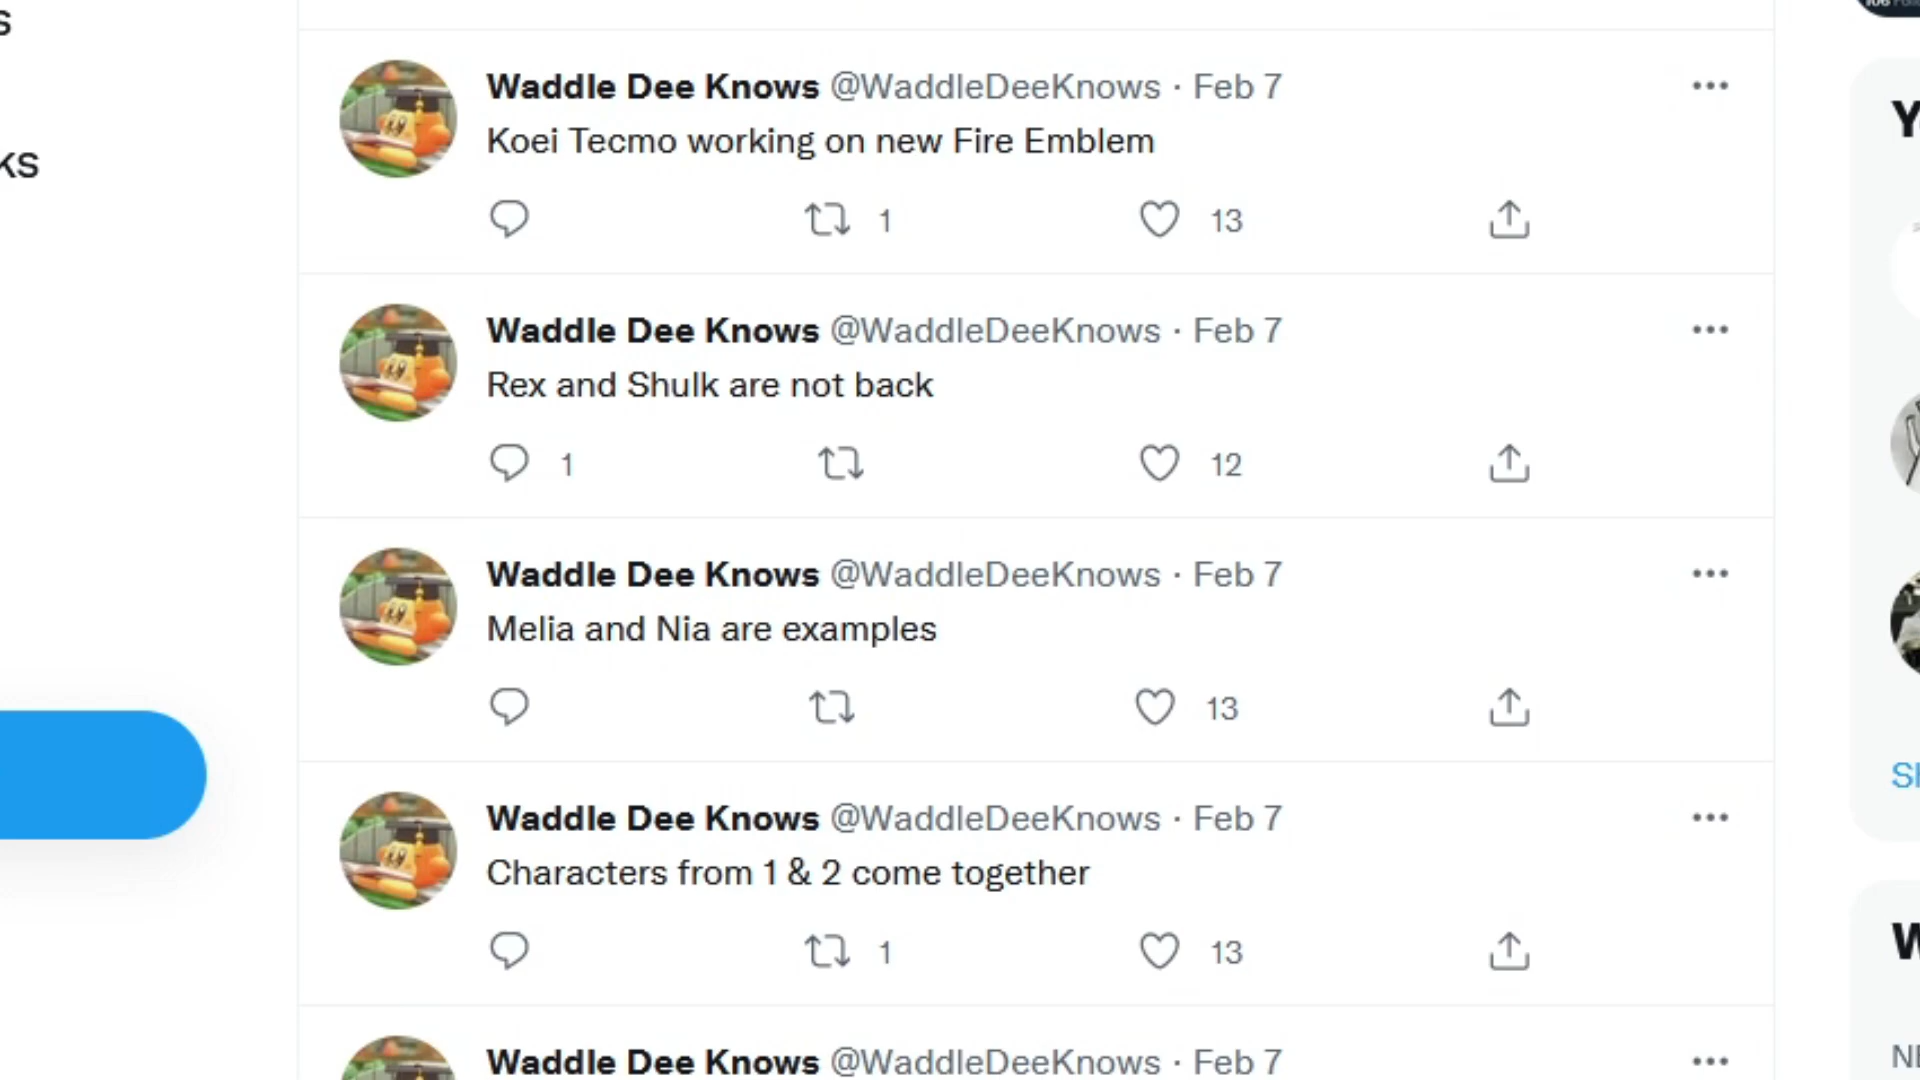 s
ks
Waddle Dee Knows @WaddleDeeKnows · Feb 7
Koei Tecmo working on new Fire Emblem
1 13
Waddle Dee Knows @WaddleDeeKnows · Feb 7
Rex and Shulk are not back
1 12
Waddle Dee Knows @WaddleDeeKnows · Feb 7
Melia and Nia are examples
13
Waddle Dee Knows @WaddleDeeKnows · Feb 7
Characters from 1 & 2 come together
1 13
Waddle Dee Knows @WaddleDeeKnows · Feb 7